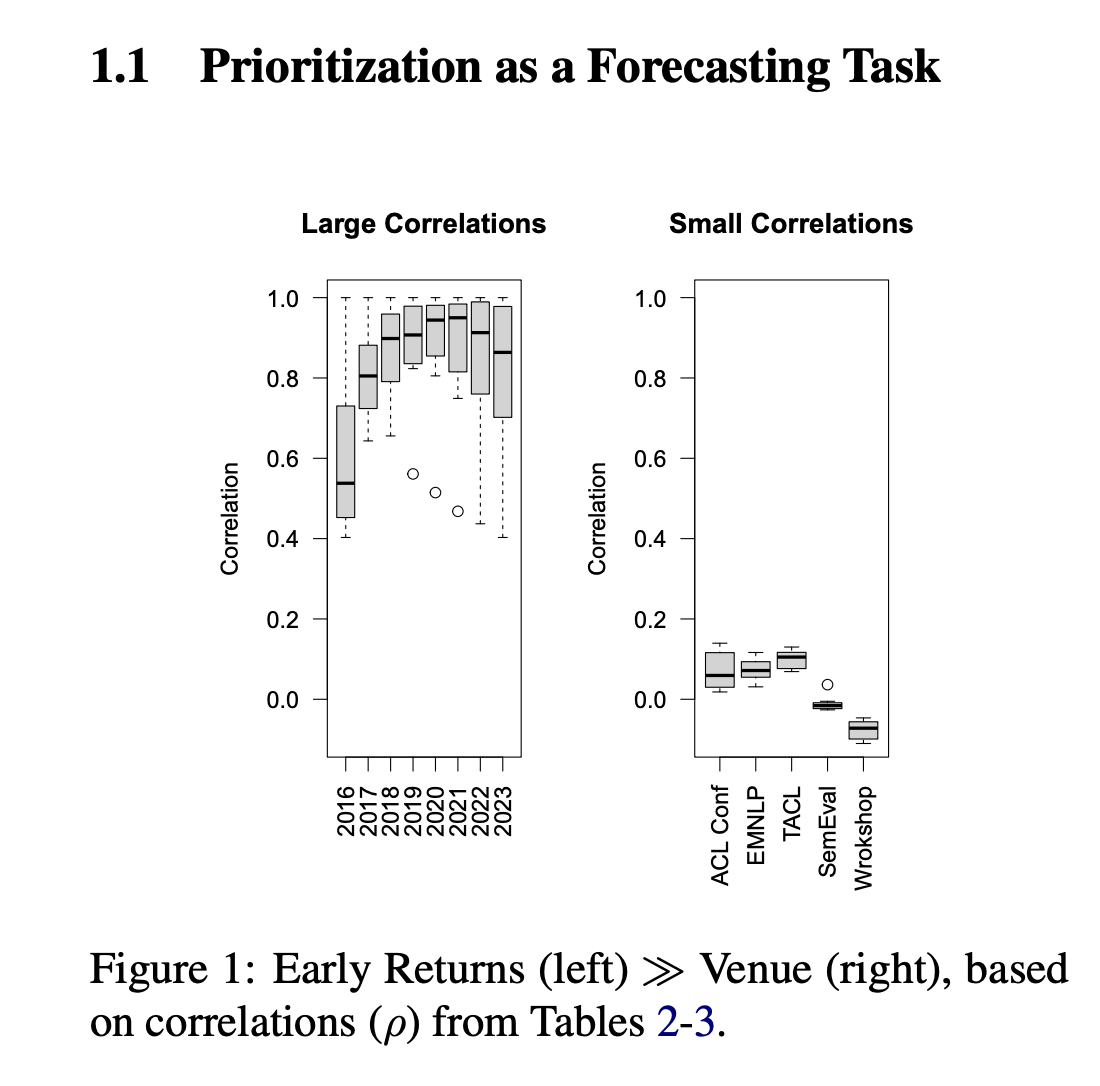 1.1 Prioritization as a Forecasting Task
Large Correlations
1.0
0.8
0.6
0.4
0.2
0.0
Correlation
2016
2017
2018
2019
2020
2021
2022
2023
Small Correlations
1.0
0.8
0.6
0.4
0.2
0.0
Correlation
ACL Conf
EMNLP
TACL
SemEval
Wrokshop
Figure 1: Early Returns (left) ≫ Venue (right), based
on correlations (ρ) from Tables 2-3.